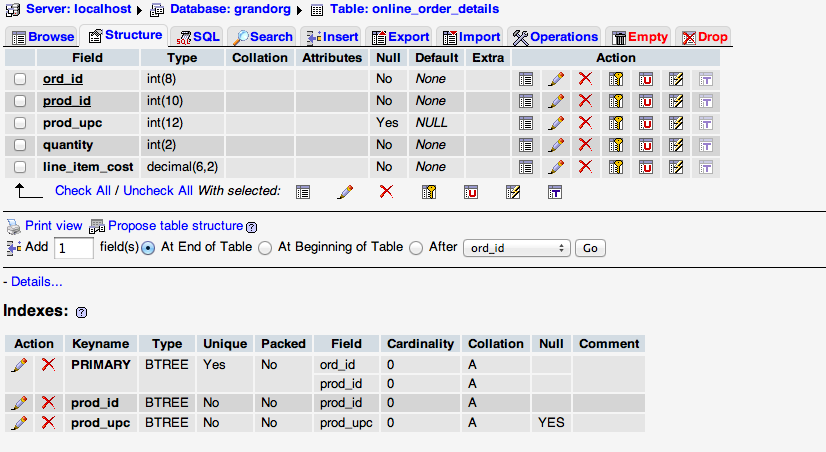 Server: localhost Database: grandorg Table: online_order_details
Browse Structure SQL Search Insert Export Import Operations Empty Drop
Field Type Collation Attributes Null Default Extra Action
ord_id int(8) No None
prod_id int(10) No None
prod_upc int(12) Yes NULL
quantity int(2) No None
line_item_cost decimal(6,2) No None
Check All / Uncheck All With selected:
Print view Propose table structure
Add 1 field(s) At End of Table At Beginning of Table After ord_id Go
- Details...
Indexes:
Action Keyname Type Unique Packed Field Cardinality Collation Null Comment
PRIMARY BTREE Yes No ord_id 0 A
prod_id 0 A
prod_id BTREE No No prod_id 0 A
prod_upc BTREE No No prod_upc 0 A YES